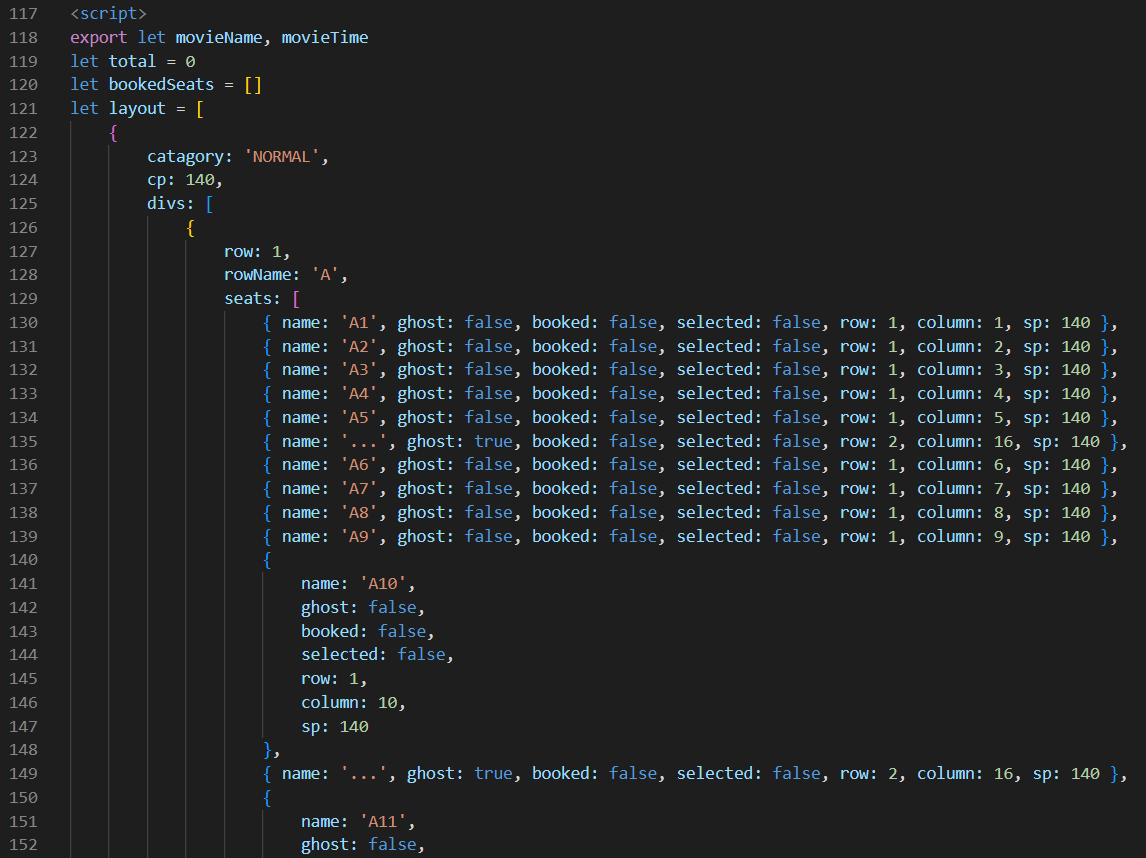 117 <script>
118 export let movieName, movieTime
119 let total = 0
120 let bookedSeats = []
121 let layout = [
122 {
123 catagory: 'NORMAL',
124 cp: 140,
125 divs: [
126 {
127 row: 1,
128 rowName: 'A',
129 seats: [
130 { name: 'A1', ghost: false, booked: false, selected: false, row: 1, column: 1, sp: 140 },
131 { name: 'A2', ghost: false, booked: false, selected: false, row: 1, column: 2, sp: 140 },
132 { name: 'A3', ghost: false, booked: false, selected: false, row: 1, column: 3, sp: 140 },
133 { name: 'A4', ghost: false, booked: false, selected: false, row: 1, column: 4, sp: 140 },
134 { name: 'A5', ghost: false, booked: false, selected: false, row: 1, column: 5, sp: 140 },
135 { name: '...', ghost: true, booked: false, selected: false, row: 2, column: 16, sp: 140 },
136 { name: 'A6', ghost: false, booked: false, selected: false, row: 1, column: 6, sp: 140 },
137 { name: 'A7', ghost: false, booked: false, selected: false, row: 1, column: 7, sp: 140 },
138 { name: 'A8', ghost: false, booked: false, selected: false, row: 1, column: 8, sp: 140 },
139 { name: 'A9', ghost: false, booked: false, selected: false, row: 1, column: 9, sp: 140 },
140 {
141 name: 'A10',
142 ghost: false,
143 booked: false,
144 selected: false,
145 row: 1,
146 column: 10,
147 sp: 140
148 },
149 { name: '...', ghost: true, booked: false, selected: false, row: 2, column: 16, sp: 140 },
150 {
151 name: 'A11',
152 ghost: false,